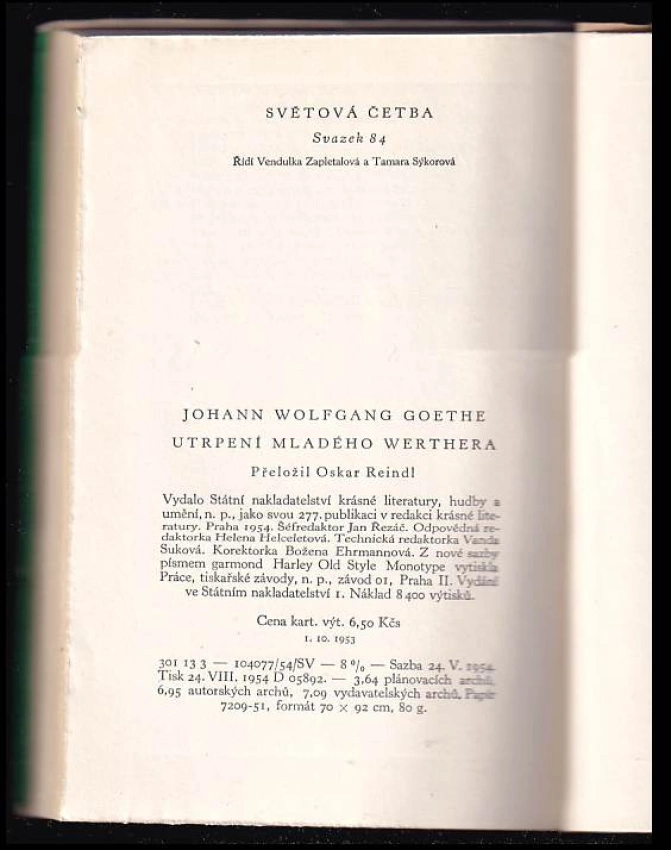 SVĚTOVÁ ČETBA
Svazek 84
Řídí Vendulka Zapletalová a Tamara Sýkorová
JOHANN WOLFGANG GOETHE
UTRPENÍ MLADÉHO WERTHERA
Přeložil Oskar Reindl
Vydalo Státní nakladatelství krásné literatury, hudby a
umění, n. p., jako svou 277. publikaci v redakci krásné lite-
ratury. Praha 1954. Šéfredaktor Jan Řezáč. Odpovědná re-
daktorka Helena Helceletová. Technická redaktorka Vanda
Suková. Korektorka Božena Ehrmannová. Z nové sazby
písmem garmond Harley Old Style Monotype vytiskla
Práce, tiskařské závody, n. p., závod 01, Praha II. Vydání
ve Státním nakladatelství 1. Náklad 8400 výtisků.
Cena kart. výt. 6,50 Kčs
1. 10. 1953
301 13 3 — 104077/54/SV — 8 % — Sazba 24. V. 1954.
Tisk 24. VIII. 1954 D 05892. — 3,64 plánovacích archů,
6,95 autorských archů, 7,09 vydavatelských archů, Papír
7209-51, formát 70 × 92 cm, 80 g.